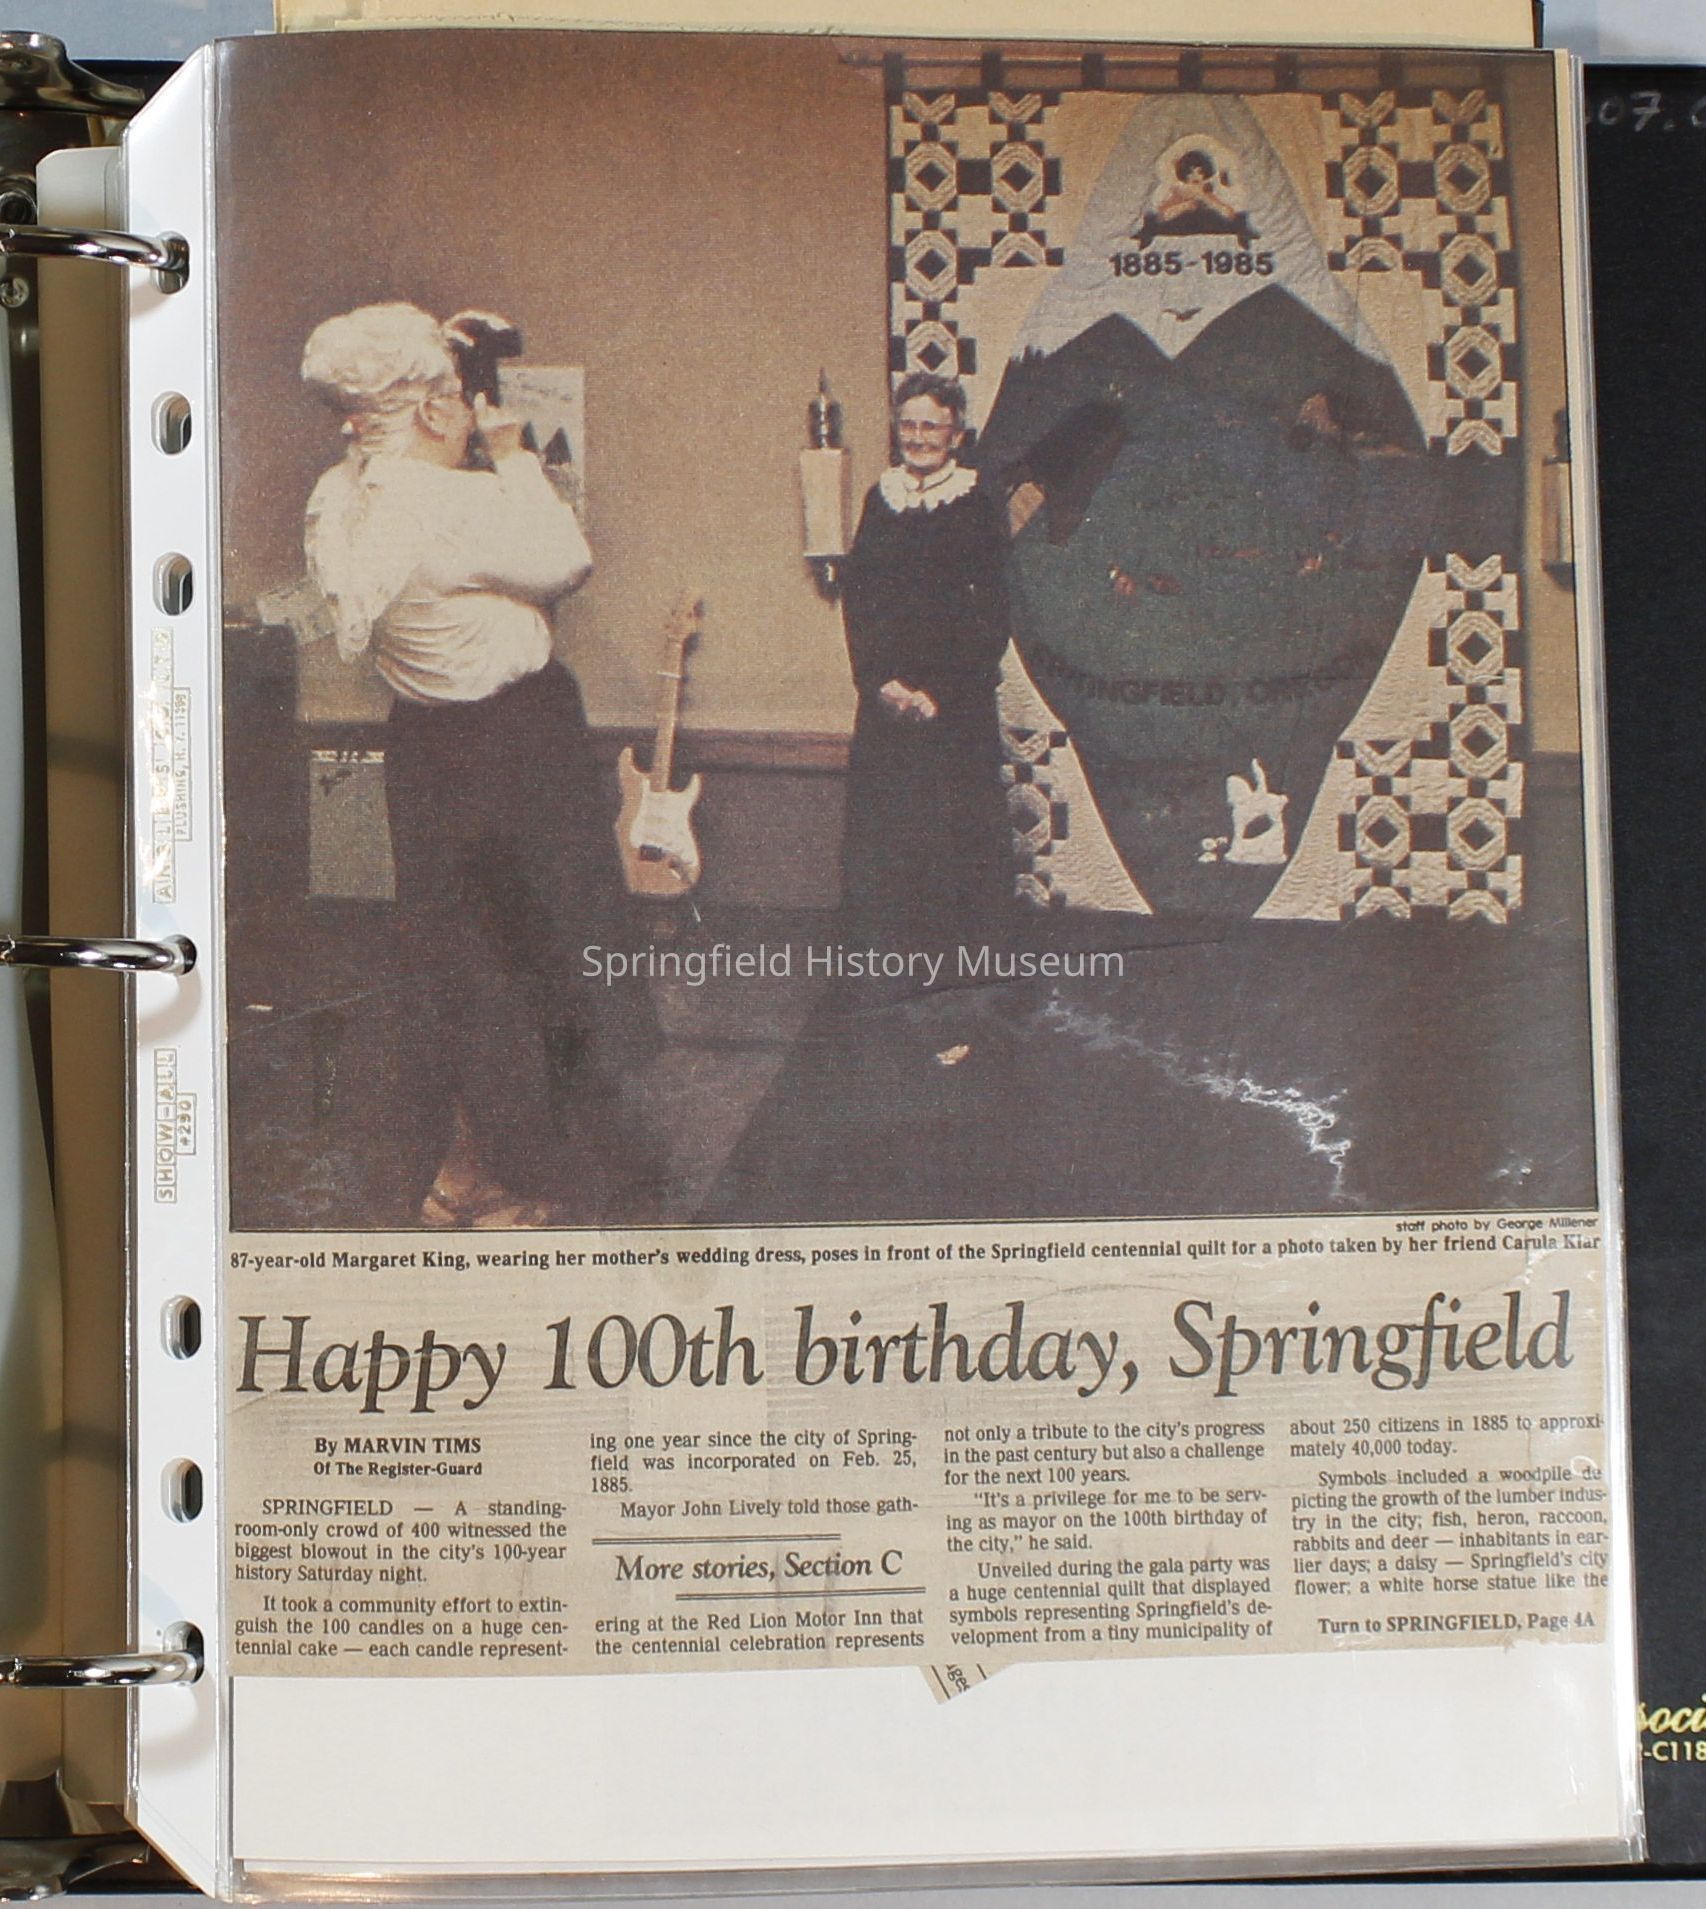 07.
1885-1985
SPRINGFIELD, OREGON
Springfield History Museum
SHOW-ALL
#290
FLUSHING, N.Y. 11355
staff photo by George Millener
87-year-old Margaret King, wearing her mother's wedding dress, poses in front of the Springfield centennial quilt for a photo taken by her friend Carula Klar
Happy 100th birthday, Springfield
By MARVIN TIMS
Of The Register-Guard
SPRINGFIELD — A standing-
room-only crowd of 400 witnessed the
biggest blowout in the city's 100-year
history Saturday night.
It took a community effort to extin-
guish the 100 candles on a huge cen-
tennial cake — each candle represent-
ing one year since the city of Spring-
field was incorporated on Feb. 25,
1885.
Mayor John Lively told those gath-
More stories, Section C
ering at the Red Lion Motor Inn that
the centennial celebration represents
not only a tribute to the city's progress
in the past century but also a challenge
for the next 100 years.
"It's a privilege for me to be serv-
ing as mayor on the 100th birthday of
the city," he said.
Unveiled during the gala party was
a huge centennial quilt that displayed
symbols representing Springfield's de-
velopment from a tiny municipality of
about 250 citizens in 1885 to approxi-
mately 40,000 today.
Symbols included a woodpile de
picting the growth of the lumber indus-
try in the city; fish, heron, raccoon,
rabbits and deer — inhabitants in ear-
lier days; a daisy — Springfield's city
flower; a white horse statue like the
Turn to SPRINGFIELD, Page 4A
soci
-C118